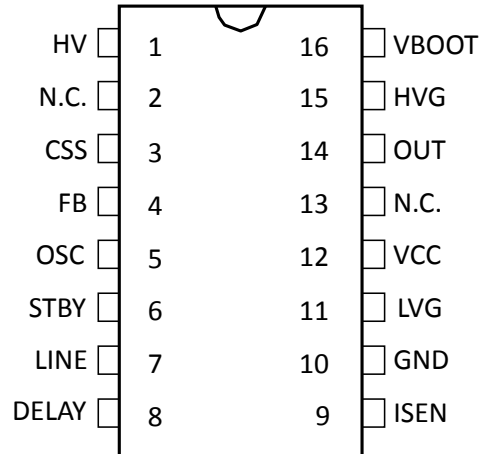 HV 1 16 VBOOT
N.C. 2 15 HVG
CSS 3 14 OUT
FB 4 13 N.C.
OSC 5 12 VCC
STBY 6 11 LVG
LINE 7 10 GND
DELAY 8 9 ISEN